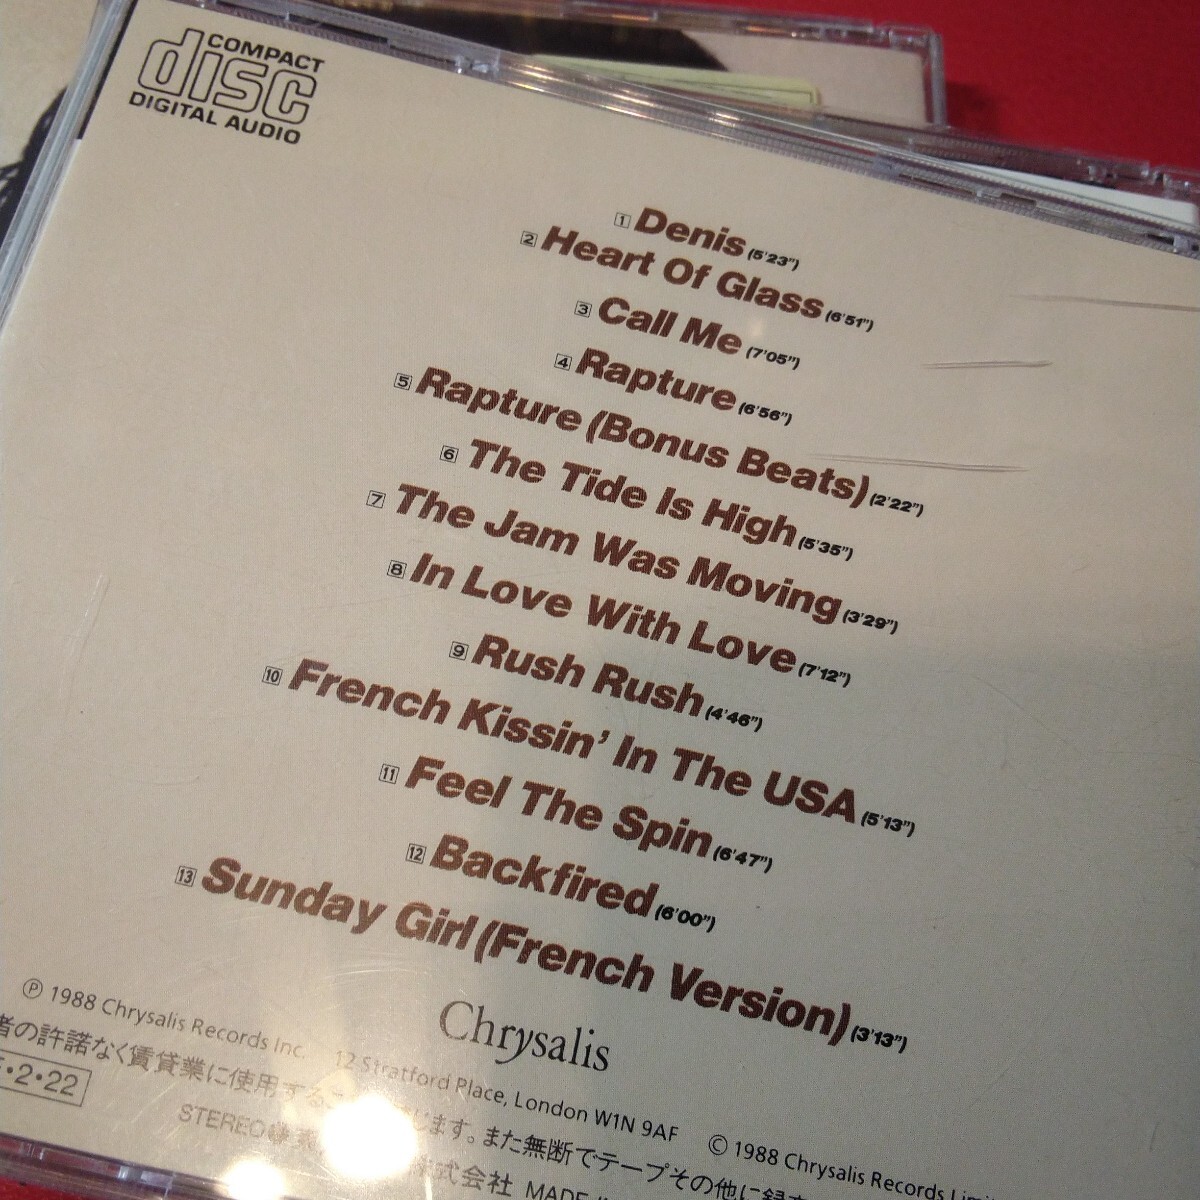 COMPACT
disc
DIGITAL AUDIO
1 Denis (5'23")
2 Heart Of Glass (6'51")
3 Call Me (7'05")
4 Rapture (6'56")
5 Rapture (Bonus Beats) (2'22")
6 The Tide Is High (5'35")
7 The Jam Was Moving (3'29")
8 In Love With Love (7'12")
9 Rush Rush (4'46")
10 French Kissin' In The USA (5'13")
11 Feel The Spin (6'47")
12 Backfired (6'00")
13 Sunday Girl (French Version) (3'13")
Chrysalis
Ⓟ 1988 Chrysalis Records Inc. 12 Stratford Place, London W1N 9AF © 1988 Chrysalis Records
者の許諾なく賃貸業に使用する じます。また無断でテープその他に録
・2・22
STEREO 株式会社 MADE